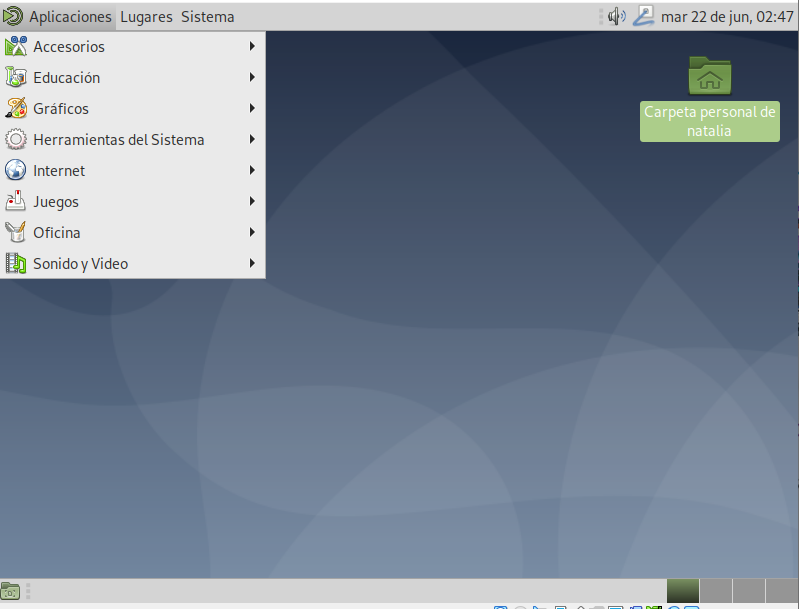 Aplicaciones Lugares Sistema mar 22 de jun, 02:47
Accesorios
Educación
Gráficos
Herramientas del Sistema
Internet
Juegos
Oficina
Sonido y Video
Carpeta personal de
natalia